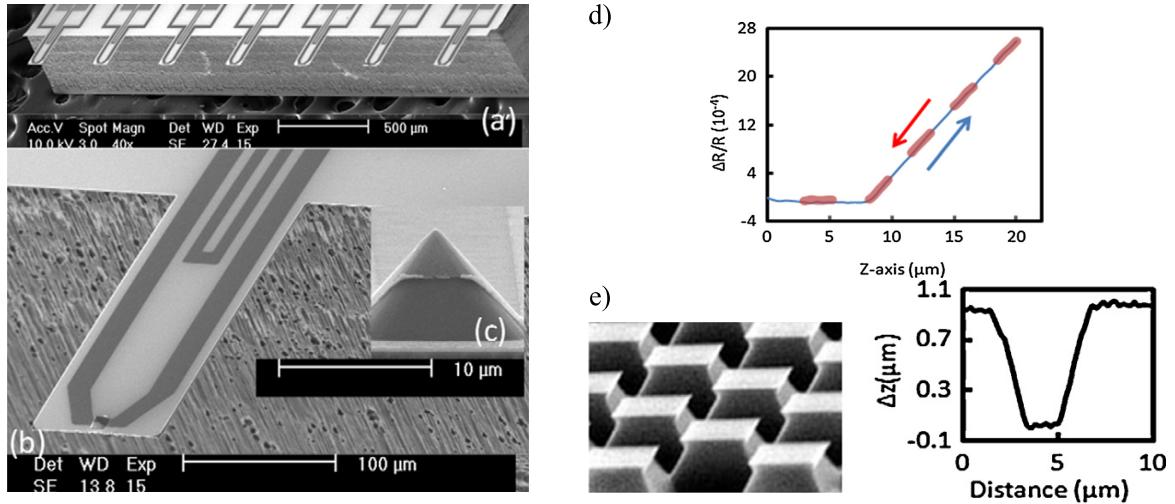 (a)
Acc.V Spot Magn Det WD Exp
10.0 kV 3.0 40x SE 27.4 15 500 µm
(c)
10 µm
(b)
Det WD Exp
SE 13.8 15 100 µm
d)
28
20
12
4
-4
ΔR/R (10⁻⁴)
0 5 10 15 20
Z-axis (µm)
e)
1.1
0.7
0.3
-0.1
Δz(µm)
0 5 10
Distance (µm)